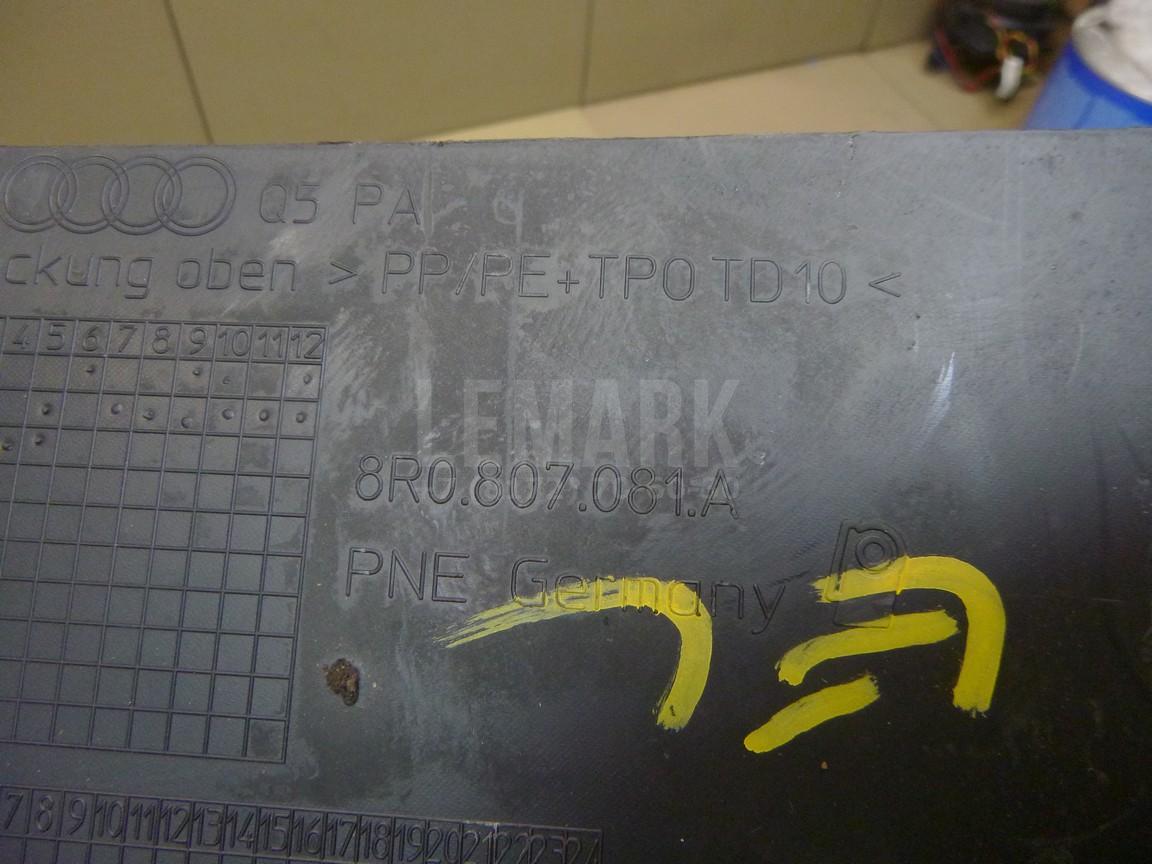 Q5 PA
ckung oben > PP/PE+TPO TD10 <
4 5 6 7 8 9 10 11 12
LEMARK
8R0.807.081.A
PNE Germany
7 8 9 10 11 12 13 14 15 16 17 18 19 20 21 22 23 24